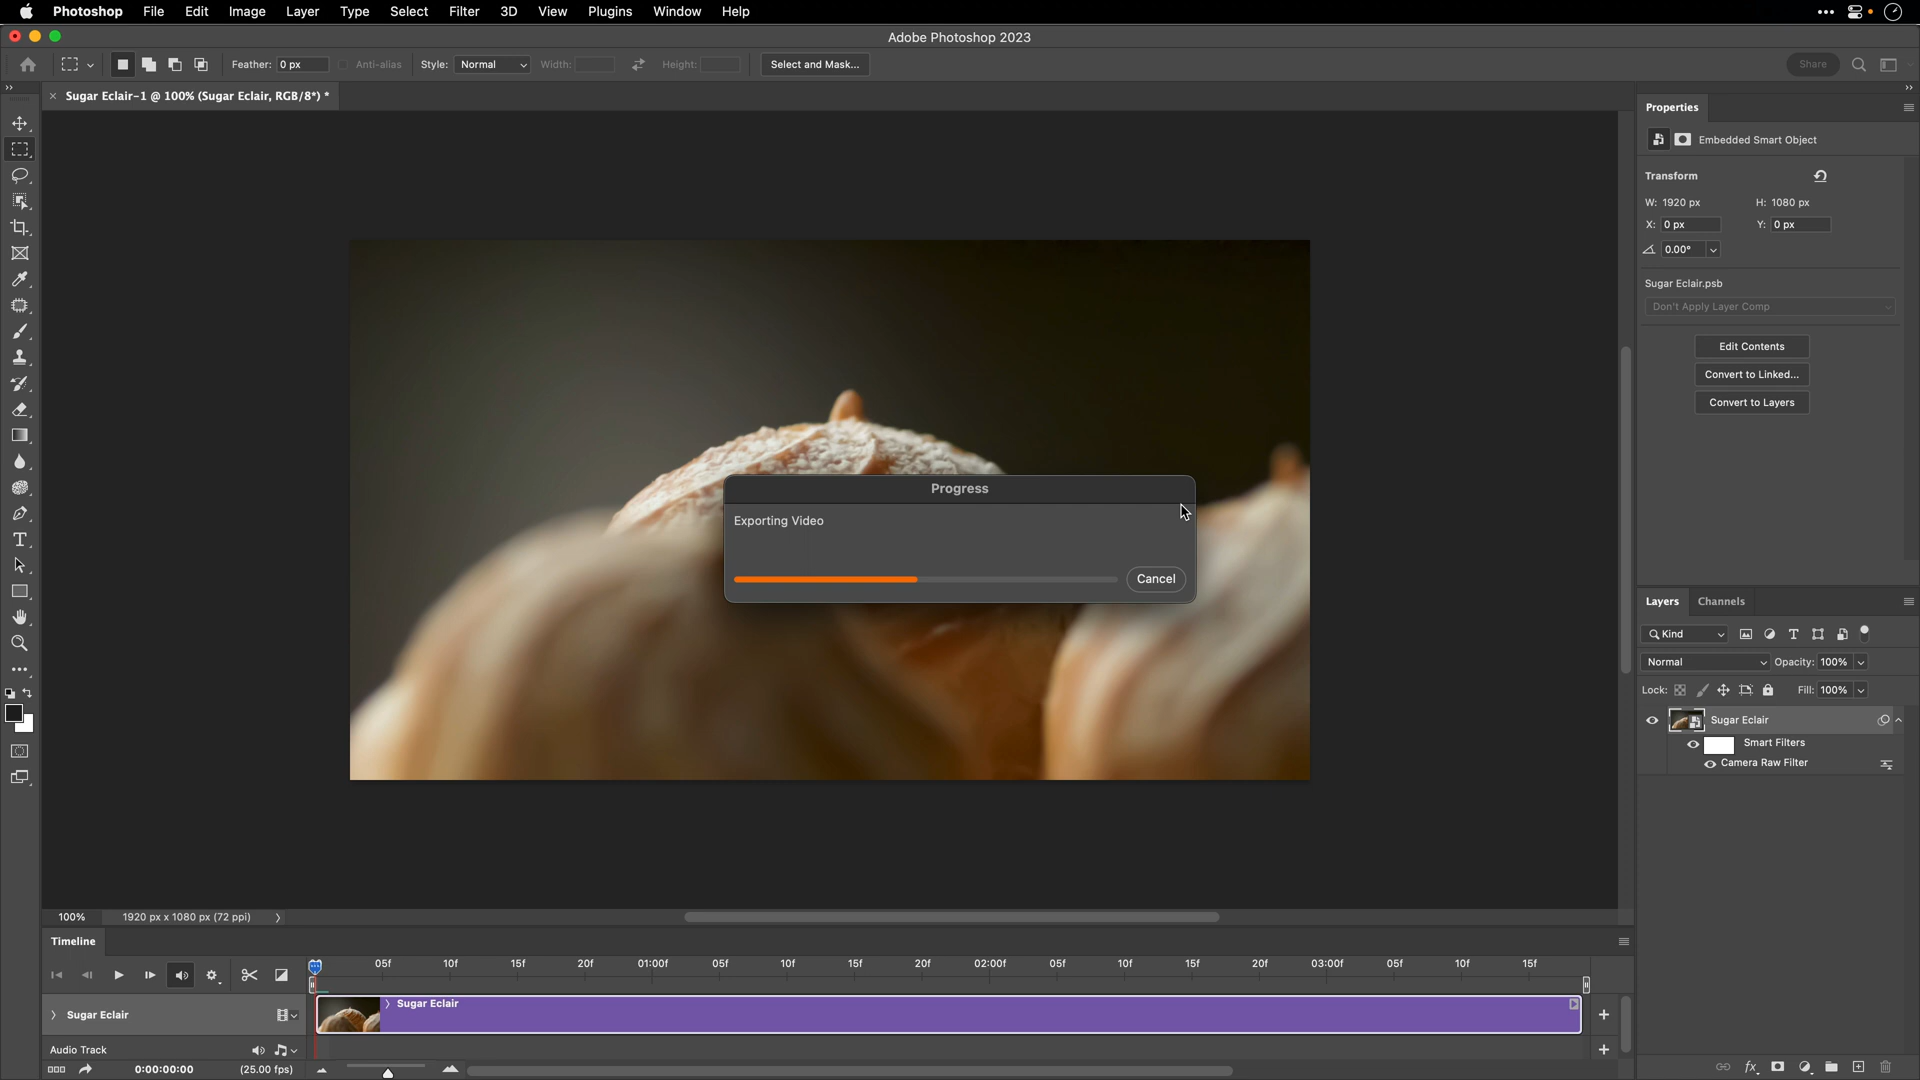 Photoshop File Edit Image Layer Type Select Filter 3D View Plugins Window Help
Adobe Photoshop 2023
Feather: 0 px Anti-alias Style: Normal Width: Height: Select and Mask... Share
Sugar Eclair-1 @ 100% (Sugar Eclair, RGB/8*) *
Properties
Embedded Smart Object
Transform
W: 1920 px H: 1080 px
X: 0 px Y: 0 px
0.00°
Sugar Eclair.psb
Don't Apply Layer Comp
Edit Contents
Convert to Linked...
Convert to Layers
Progress
Exporting Video
Cancel
Layers Channels
Kind
Normal Opacity: 100%
Lock: Fill: 100%
Sugar Eclair
Smart Filters
Camera Raw Filter
100% 1920 px x 1080 px (72 ppi)
Timeline
05f 10f 15f 20f 01:00f 05f 10f 15f 20f 02:00f 05f 10f 15f 20f 03:00f 05f 10f 15f
Sugar Eclair
Sugar Eclair
Audio Track
0:00:00:00 (25.00 fps)